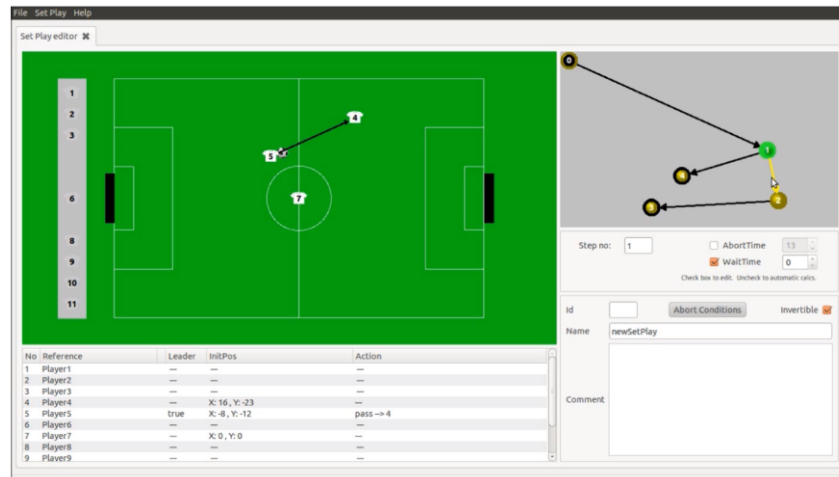 File Set Play Help
Set Play editor ✖
1
2
3
6
8
9
10
11
4
5
7
0
1
4
3
2
Step no: 1 AbortTime 13
WaitTime 0
Check box to edit. Uncheck to automatic calcs.
Id Abort Conditions Invertible
Name newSetPlay
Comment
No Reference Leader InitPos Action
1 Player1 — — —
2 Player2 — — —
3 Player3 — — —
4 Player4 — X: 16 , Y: -23 —
5 Player5 true X: -8 , Y: -12 pass --> 4
6 Player6 — — —
7 Player7 — X: 0 , Y: 0 —
8 Player8 — — —
9 Player9 — — —